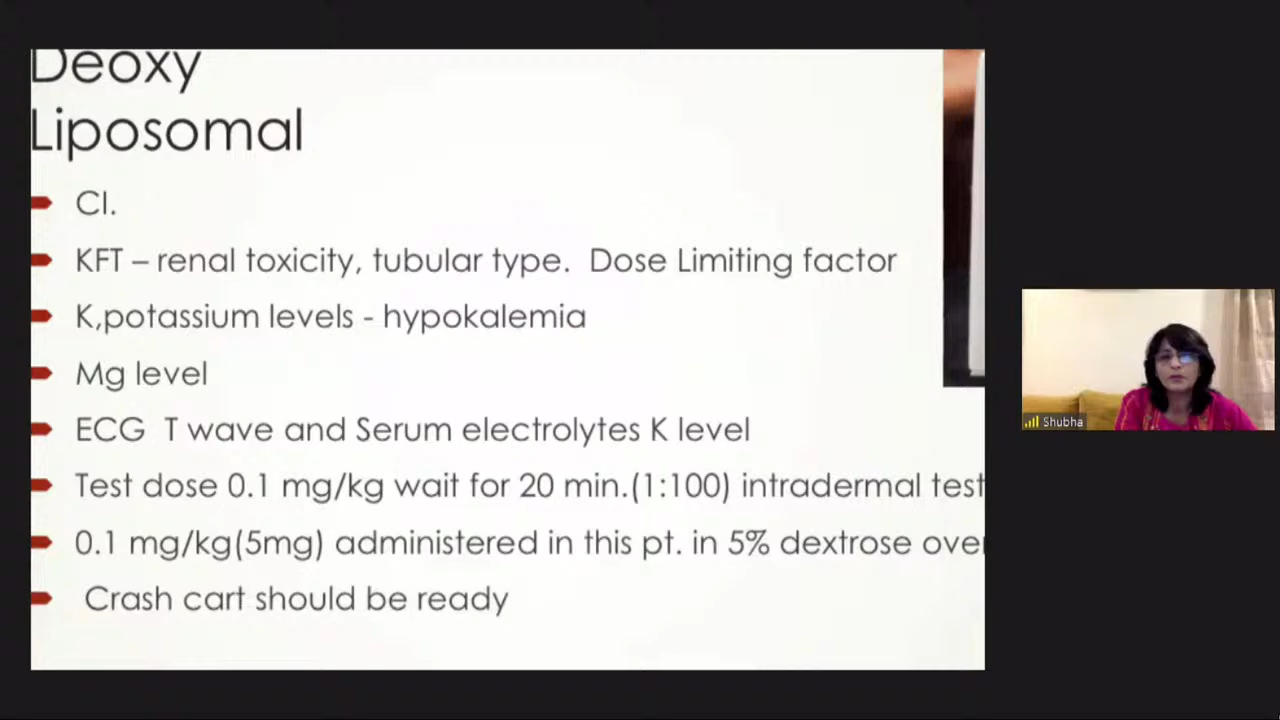 Deoxy
Liposomal
CI.
KFT – renal toxicity, tubular type. Dose Limiting factor
K,potassium levels - hypokalemia
Mg level
ECG T wave and Serum electrolytes K level
Test dose 0.1 mg/kg wait for 20 min.(1:100) intradermal test
0.1 mg/kg(5mg) administered in this pt. in 5% dextrose over
Crash cart should be ready
Shubha